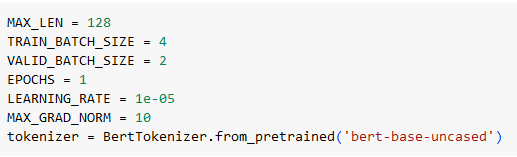 MAX_LEN = 128
TRAIN_BATCH_SIZE = 4
VALID_BATCH_SIZE = 2
EPOCHS = 1
LEARNING_RATE = 1e-05
MAX_GRAD_NORM = 10
tokenizer = BertTokenizer.from_pretrained('bert-base-uncased')